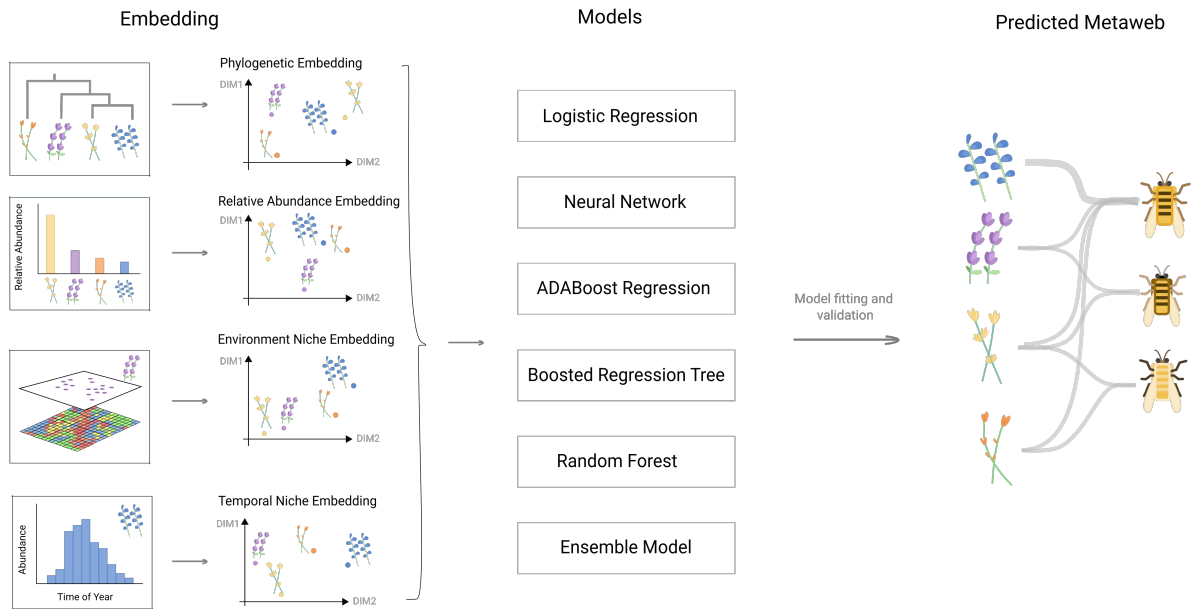 Embedding
Models
Predicted Metaweb
Phylogenetic Embedding
DIM1
DIM2
Relative Abundance
Relative Abundance Embedding
DIM1
DIM2
Environment Niche Embedding
DIM1
DIM2
Abundance
Time of Year
Temporal Niche Embedding
DIM1
DIM2
Logistic Regression
Neural Network
ADABoost Regression
Boosted Regression Tree
Random Forest
Ensemble Model
Model fitting and
validation